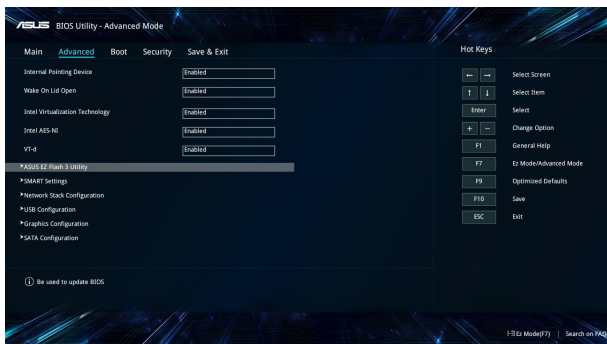 ASUS BIOS Utility - Advanced Mode
Main Advanced Boot Security Save & Exit
Internal Pointing Device Enabled
Wake On Lid Open Enabled
Intel Virtualization Technology Enabled
Intel AES-NI Enabled
VT-d Enabled
>ASUS EZ Flash 3 Utility
>SMART Settings
>Network Stack Configuration
>USB Configuration
>Graphics Configuration
>SATA Configuration
i Be used to update BIOS
Hot Keys
← → Select Screen
↑ ↓ Select Item
Enter Select
+ - Change Option
F1 General Help
F7 Ez Mode/Advanced Mode
F9 Optimized Defaults
F10 Save
ESC Exit
Ez Mode(F7) | Search on FAQ